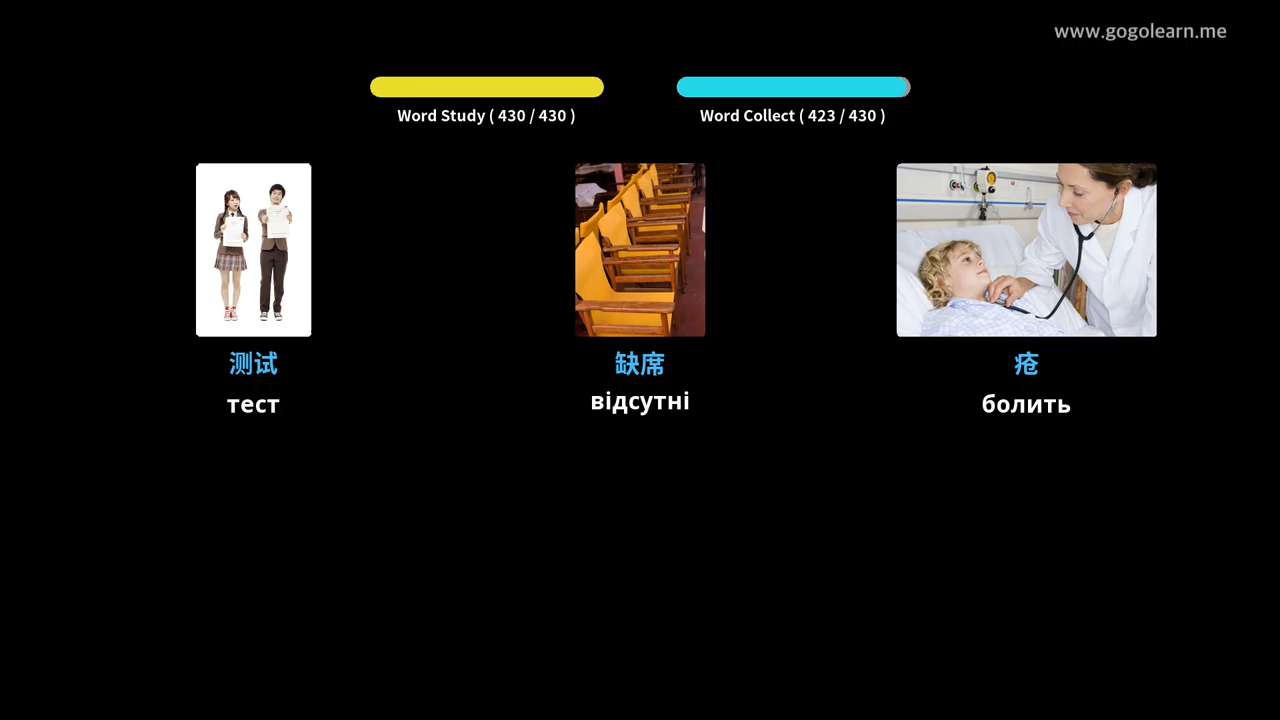 www.gogolearn.me
Word Study ( 430 / 430 )
Word Collect ( 423 / 430 )
测试
缺席
疮
тест
відсутні
болить